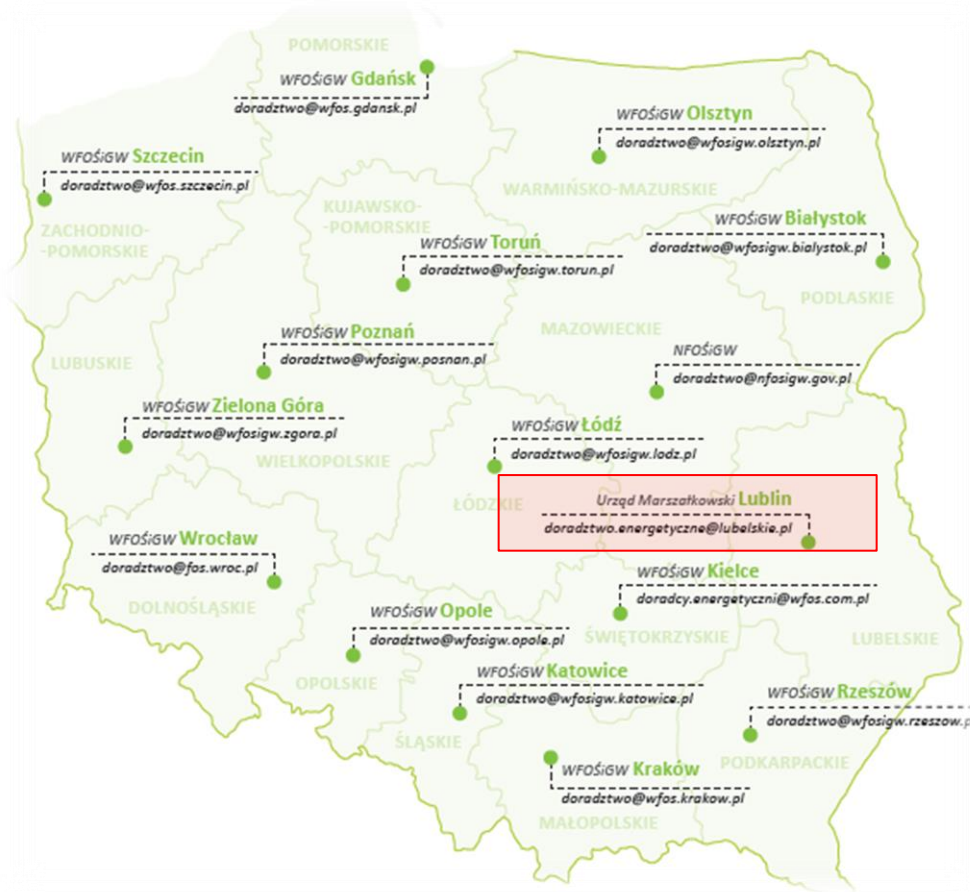 POMORSKIE
WFOŚiGW Gdańsk
doradztwo@wfos.gdansk.pl
WFOŚiGW Olsztyn
doradztwo@wfosigw.olsztyn.pl
WFOŚiGW Szczecin
doradztwo@wfos.szczecin.pl
WARMIŃSKO-MAZURSKIE
ZACHODNIO-
-POMORSKIE
KUJAWSKO-
-POMORSKIE
WFOŚiGW Białystok
doradztwo@wfosigw.bialystok.pl
WFOŚiGW Toruń
doradztwo@wfosigw.torun.pl
PODLASKIE
MAZOWIECKIE
WFOŚiGW Poznań
doradztwo@wfosigw.posnan.pl
LUBUSKIE
NFOŚiGW
doradztwo@nfosigw.gov.pl
WFOŚiGW Zielona Góra
doradztwo@wfosigw.zgora.pl
WFOŚiGW Łódź
doradztwo@wfosigw.lodz.pl
WIELKOPOLSKIE
ŁÓDZKIE
Urząd Marszałkowski Lublin
doradztwo.energetyczne@lubelskie.pl
WFOŚiGW Wrocław
doradztwo@fos.wroc.pl
WFOŚiGW Kielce
doradcy.energetyczni@wfos.com.pl
DOLNOŚLĄSKIE
WFOŚiGW Opole
doradztwo@wfosigw.opole.pl
ŚWIĘTOKRZYSKIE
LUBELSKIE
WFOŚiGW Katowice
doradztwo@wfosigw.katowice.pl
OPOLSKIE
WFOŚiGW Rzeszów
doradztwo@wfosigw.rzeszow.p
ŚLĄSKIE
PODKARPACKIE
WFOŚiGW Kraków
doradztwo@wfos.krakow.pl
MAŁOPOLSKIE